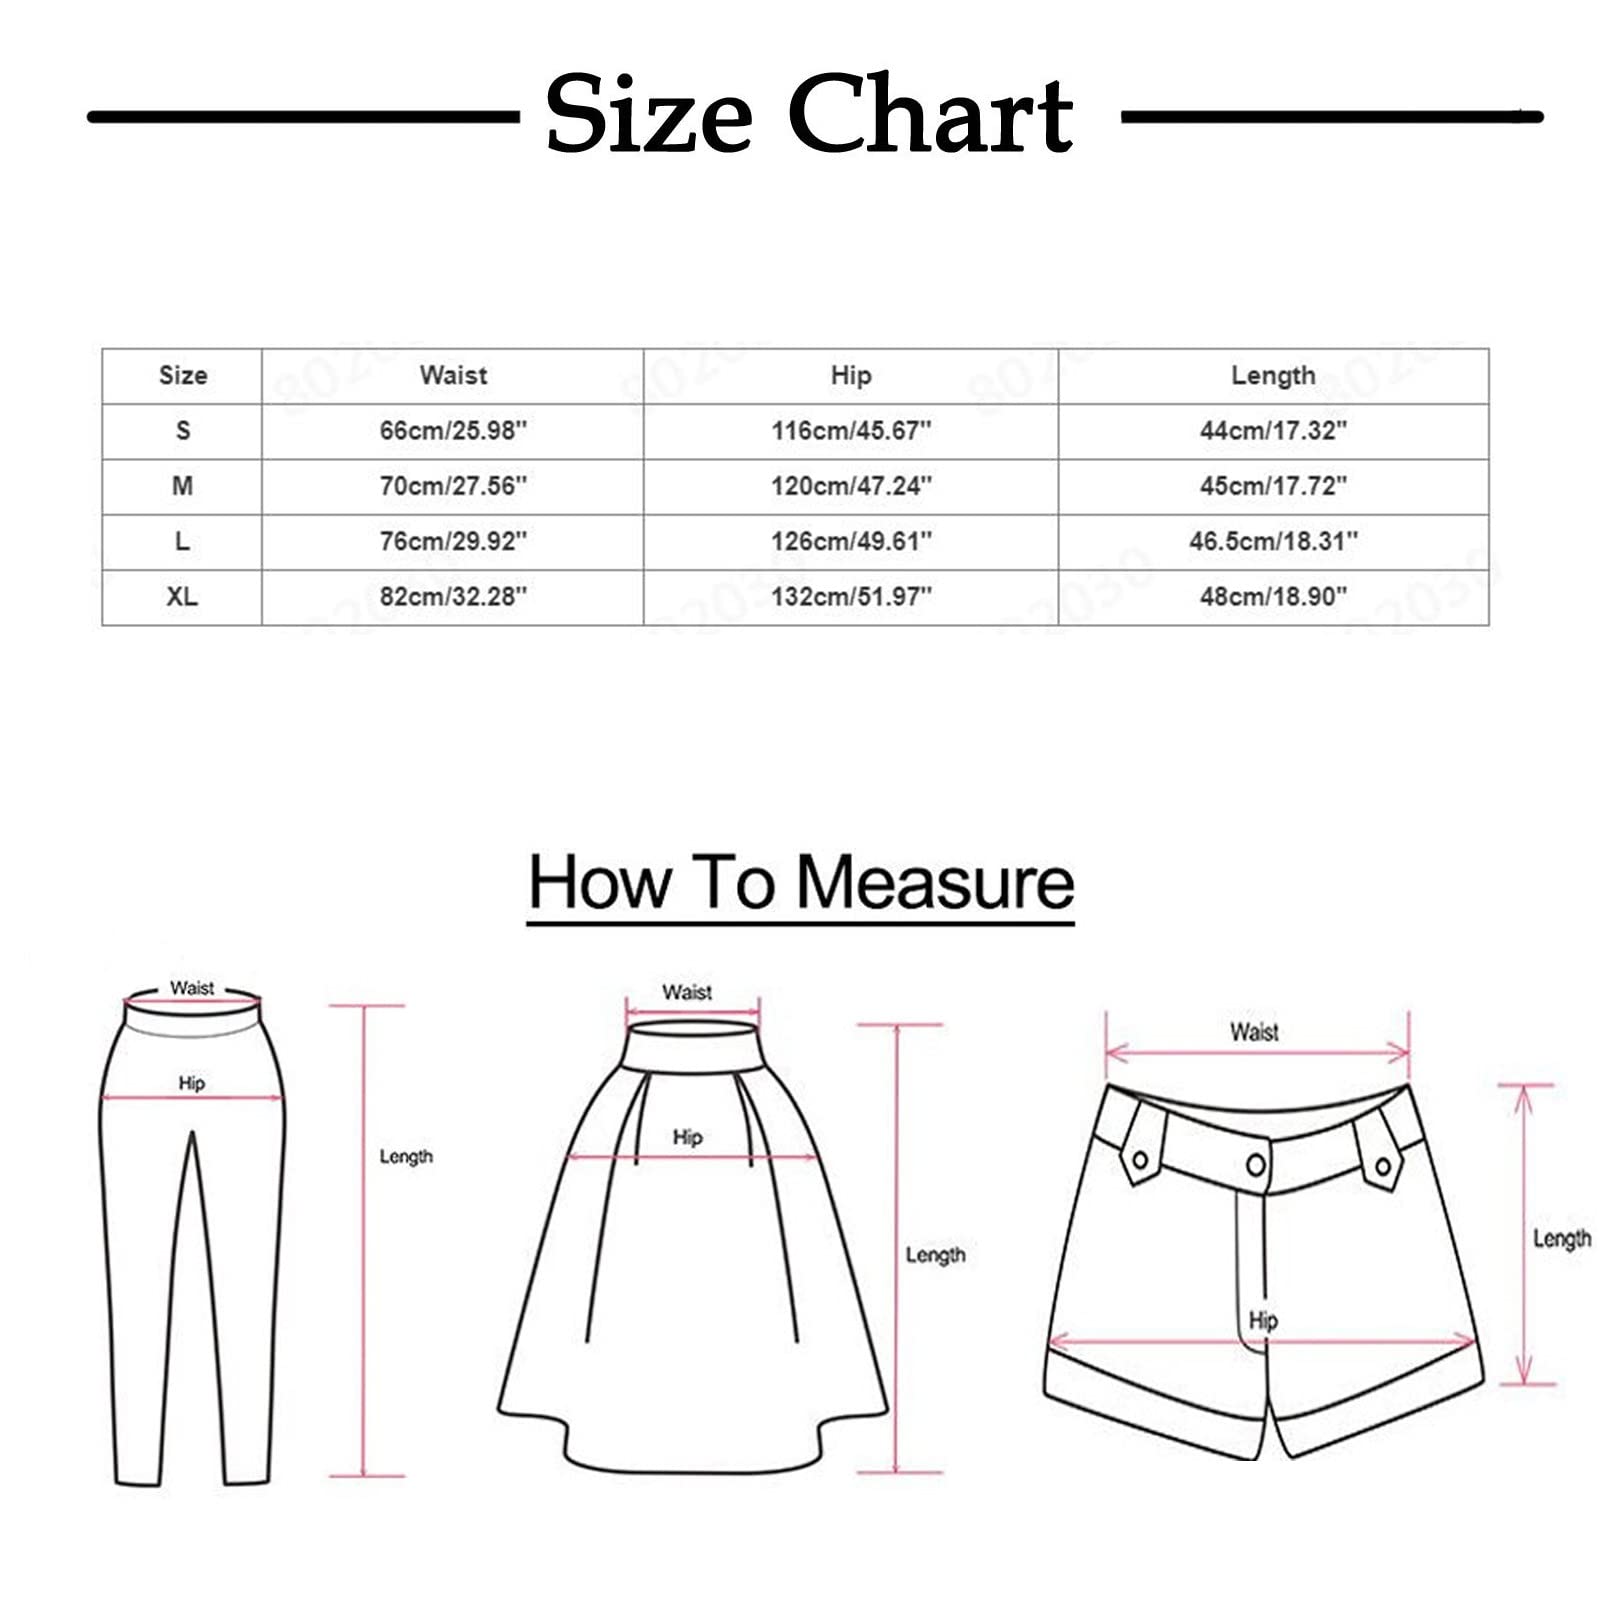 Size Chart
Size Waist Hip Length
S 66cm/25.98" 116cm/45.67" 44cm/17.32"
M 70cm/27.56" 120cm/47.24" 45cm/17.72"
L 76cm/29.92" 126cm/49.61" 46.5cm/18.31"
XL 82cm/32.28" 132cm/51.97" 48cm/18.90"
How To Measure
Waist
Hip
Length
Waist
Hip
Length
Waist
Hip
Length